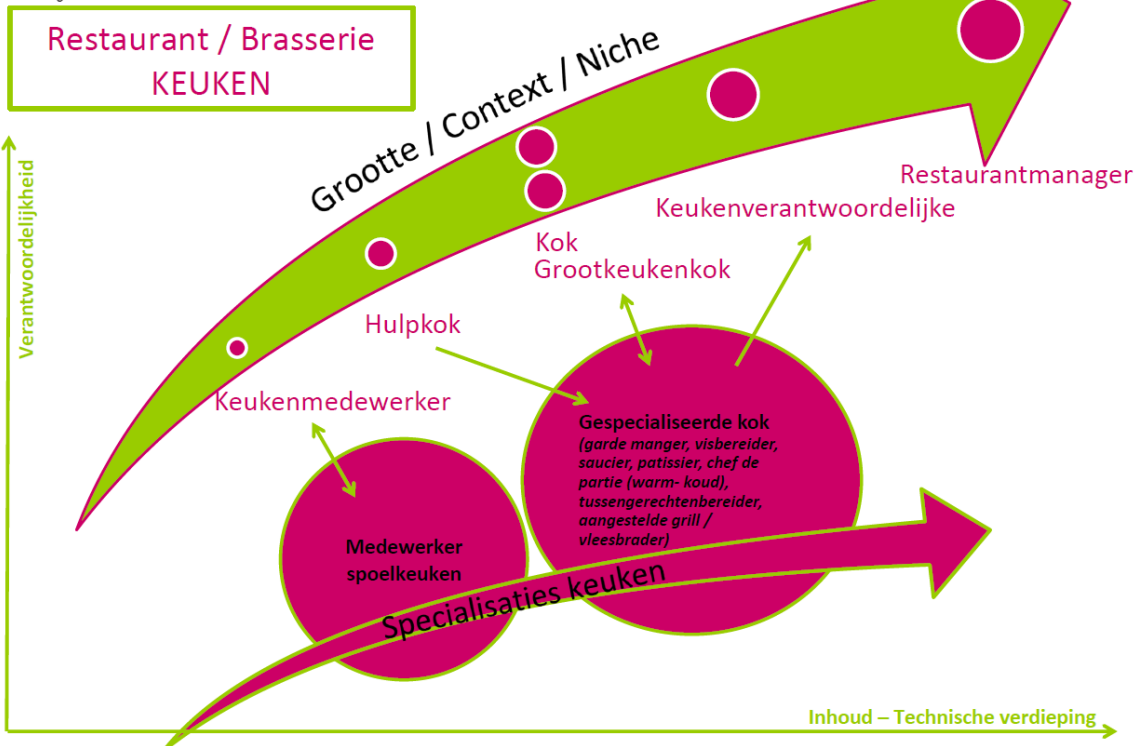 Restaurant / Brasserie
KEUKEN
Grootte / Context / Niche
Verantwoordelijkheid
Restaurantmanager
Keukenverantwoordelijke
Kok
Grootkeukenkok
Hulpkok
Keukenmedewerker
Gespecialiseerde kok
(garde manger, visbereider,
saucier, patissier, chef de
partie (warm- koud),
tussengerechtenbereider,
aangestelde grill /
vleesbrader)
Medewerker
spoelkeuken
Specialisaties keuken
Inhoud – Technische verdieping